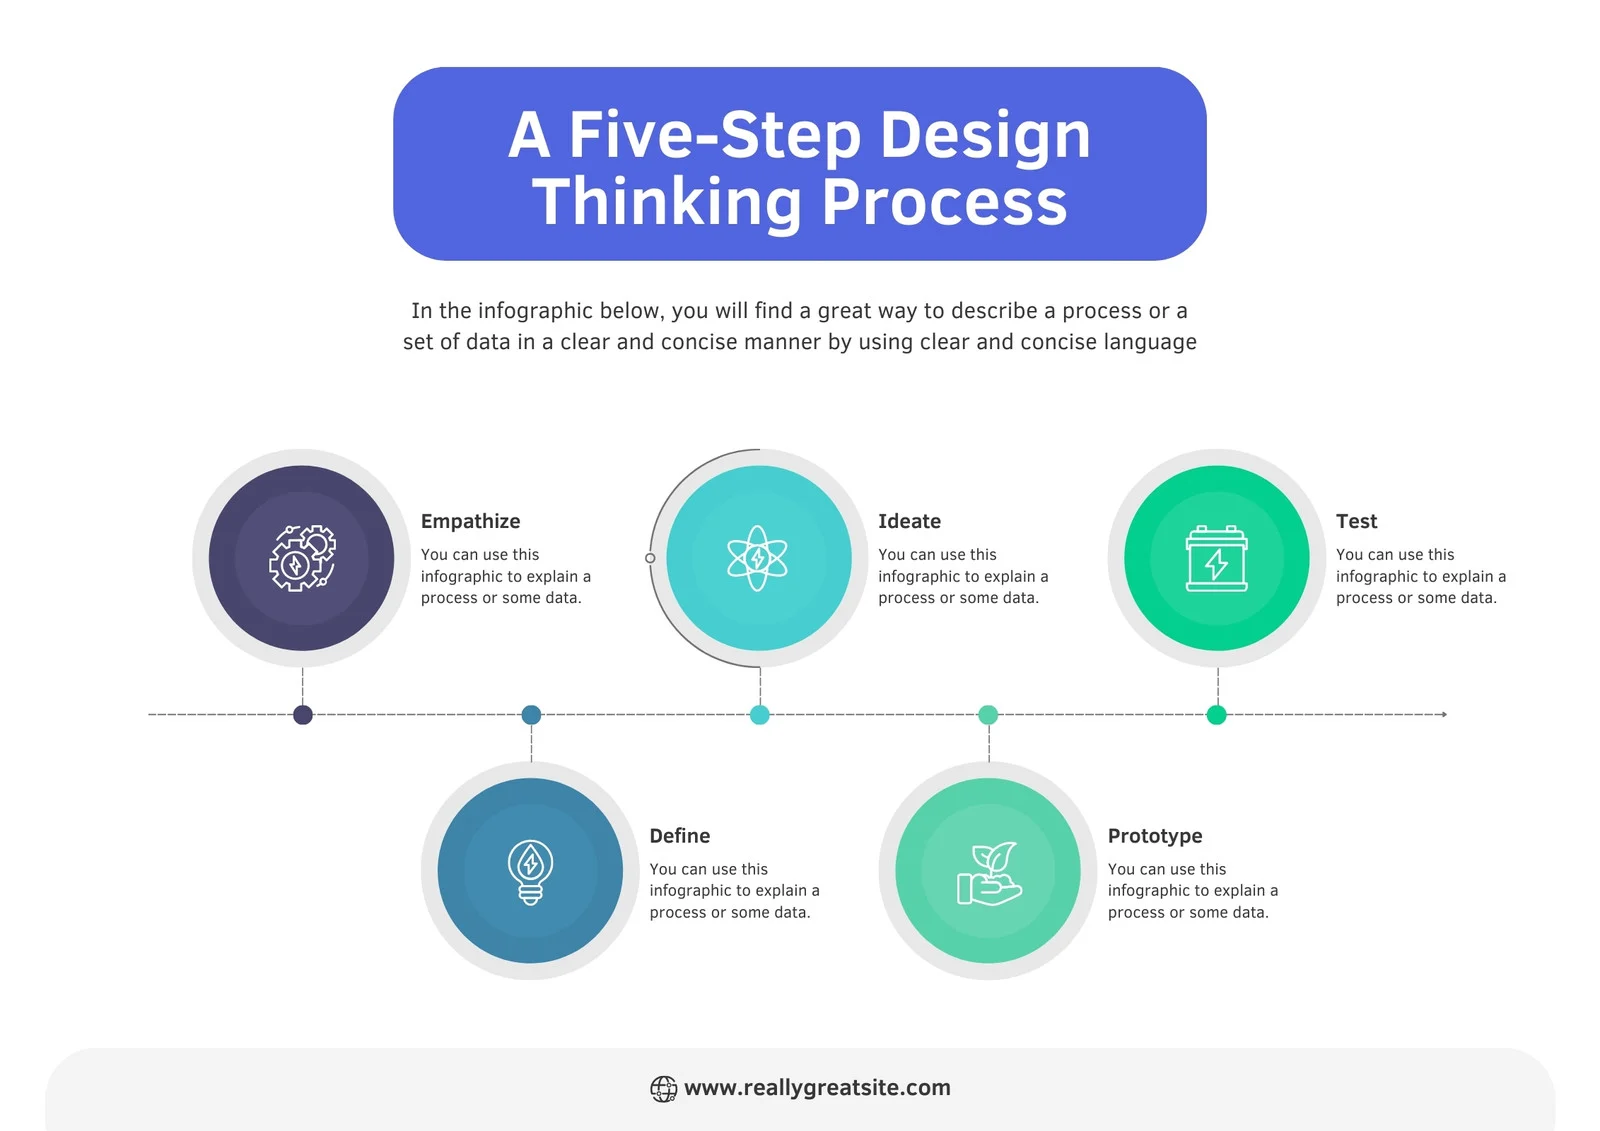 A Five-Step Design
Thinking Process
In the infographic below, you will find a great way to describe a process or a
set of data in a clear and concise manner by using clear and concise language
Empathize
You can use this
infographic to explain a
process or some data.
Ideate
You can use this
infographic to explain a
process or some data.
Test
You can use this
infographic to explain a
process or some data.
Define
You can use this
infographic to explain a
process or some data.
Prototype
You can use this
infographic to explain a
process or some data.
www.reallygreatsite.com